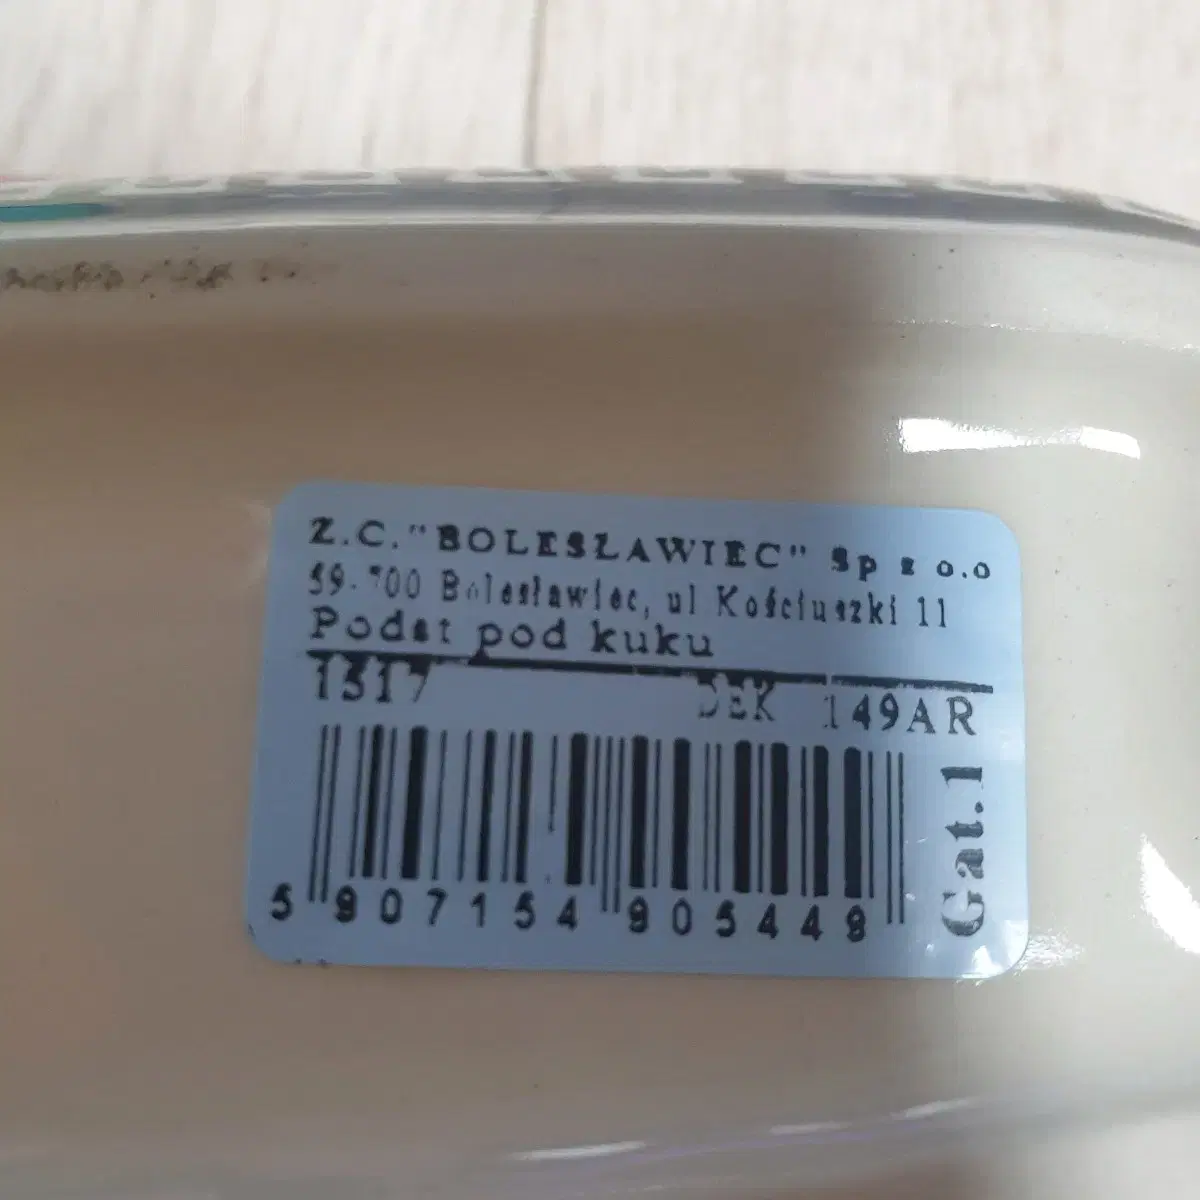 Z.C."BOLESŁAWIEC" Sp z o.o
59-700 Bolesławiec, ul Kościuszki 11
Podst pod kuku
1517 DEK 149AR
Gat.1
5 907154 905448